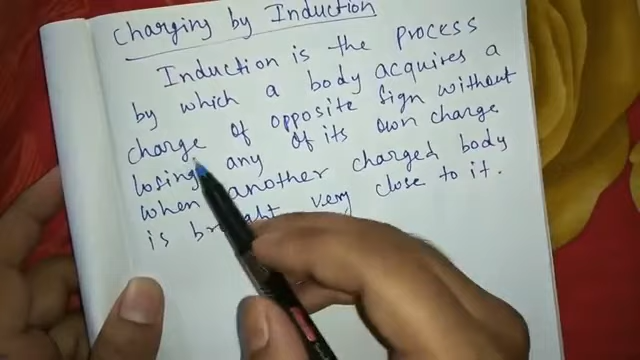 Charging by Induction
Induction is the process
by which a body acquires a
charge of opposite sign without
losing any of its own charge
when another charged body
is brought very close to it.